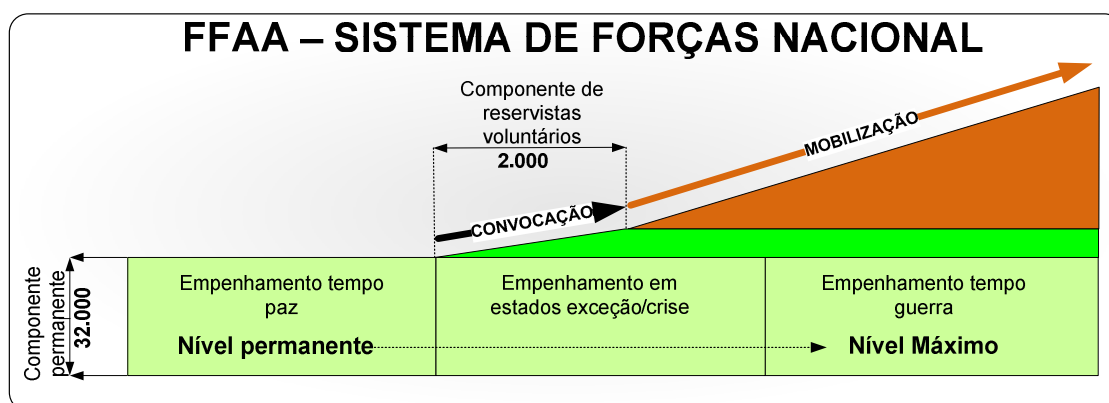 FFAA – SISTEMA DE FORÇAS NACIONAL
Componente de
reservistas
voluntários
2.000
CONVOCAÇÃO
MOBILIZAÇÃO
Componente
permanente
32.000
Empenhamento tempo
paz
Nível permanente
Empenhamento em
estados exceção/crise
Empenhamento tempo
guerra
Nível Máximo